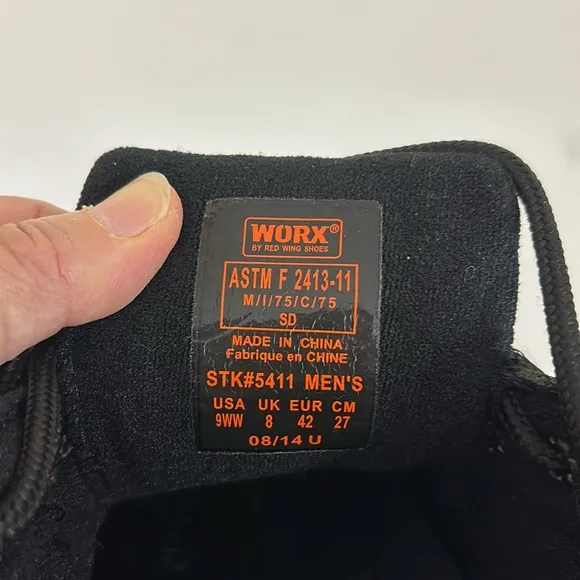 WORX®
BY RED WING SHOES
ASTM F 2413-11
M/I/75/C/75
SD
MADE IN CHINA
Fabrique en CHINE
STK#5411 MEN'S
USA UK EUR CM
9WW 8 42 27
08/14 U